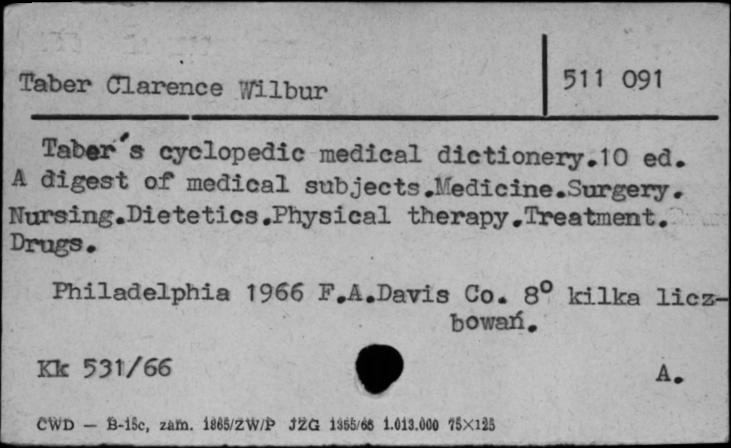 Taber Clarence Wilbur
511 091
Taber's cyclopedic medical dictionery.10 ed.
A digest of medical subjects.Medicine.Surgery.
Nursing.Dietetics.Physical therapy.Treatment.
Drugs.
Philadelphia 1966 F.A.Davis Co. 8° kilka licz-
bowań.
Kk 531/66
A.
CWD — B-15c, zam. 1865/ZW/P JZG 1355/66 1.013.000 75×125